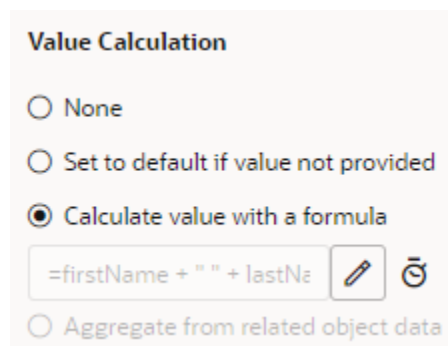 Value Calculation
None
Set to default if value not provided
Calculate value with a formula
=firstName + " " + lastNa
Aggregate from related object data